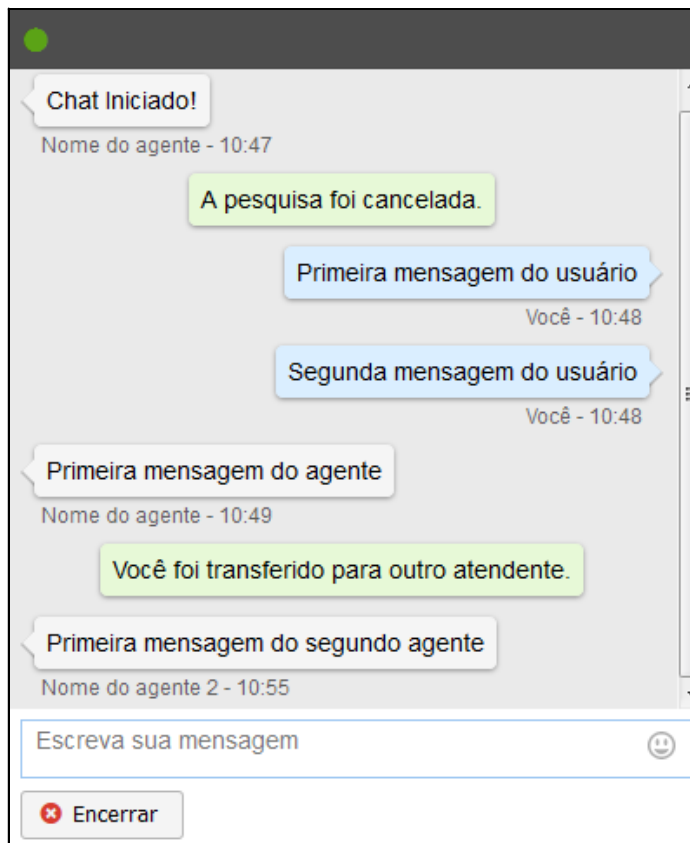 Chat Iniciado!
Nome do agente - 10:47
A pesquisa foi cancelada.
Primeira mensagem do usuário
Você - 10:48
Segunda mensagem do usuário
Você - 10:48
Primeira mensagem do agente
Nome do agente - 10:49
Você foi transferido para outro atendente.
Primeira mensagem do segundo agente
Nome do agente 2 - 10:55
Escreva sua mensagem
Encerrar